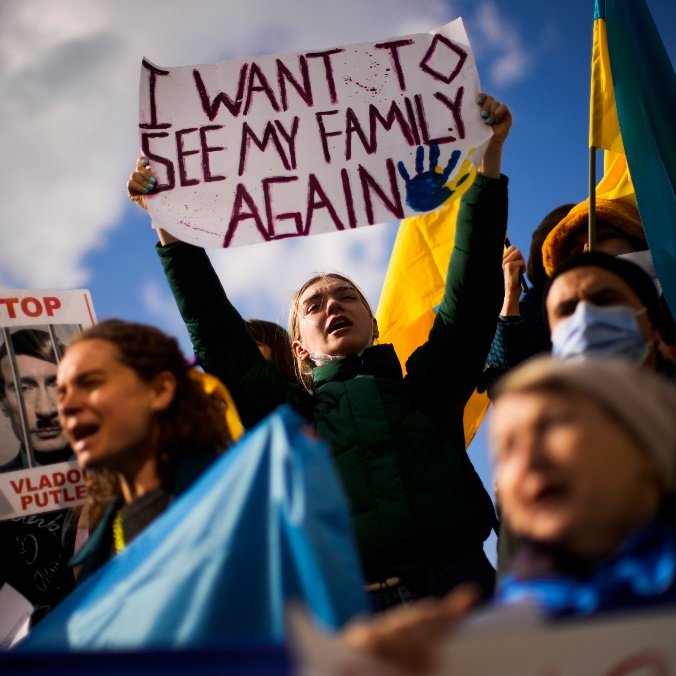 I WANT TO
SEE MY FAMILY
AGAIN
TOP
VLADO
PUTLE